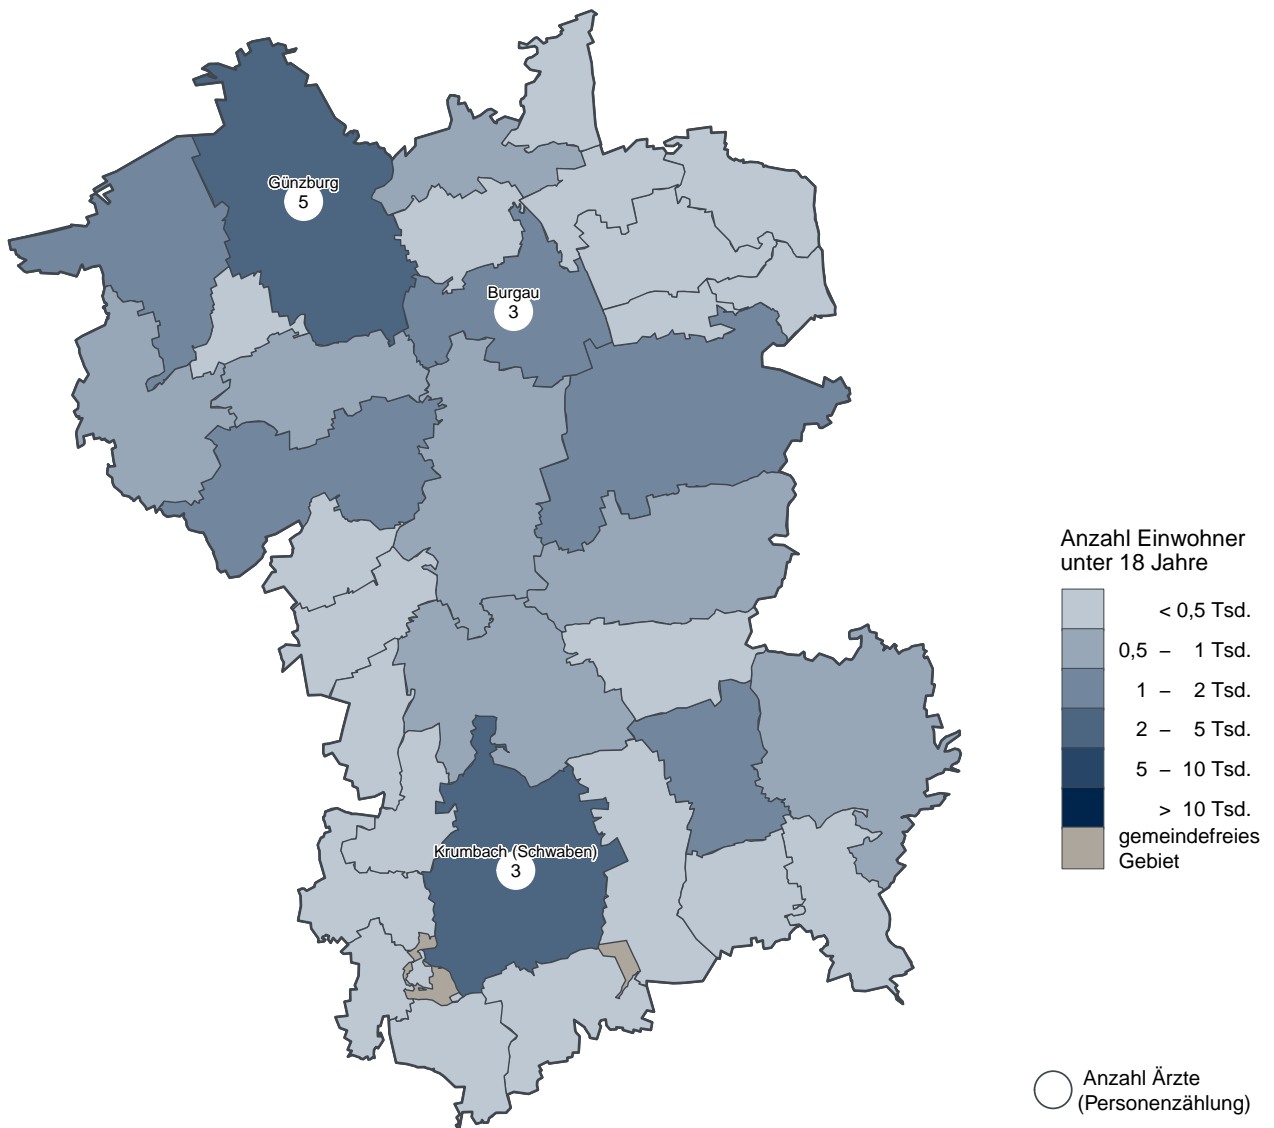 Günzburg
5
Burgau
3
Krumbach (Schwaben)
3
Anzahl Einwohner
unter 18 Jahre
< 0,5 Tsd.
0,5 – 1 Tsd.
1 – 2 Tsd.
2 – 5 Tsd.
5 – 10 Tsd.
> 10 Tsd.
gemeindefreies
Gebiet
Anzahl Ärzte
(Personenzählung)